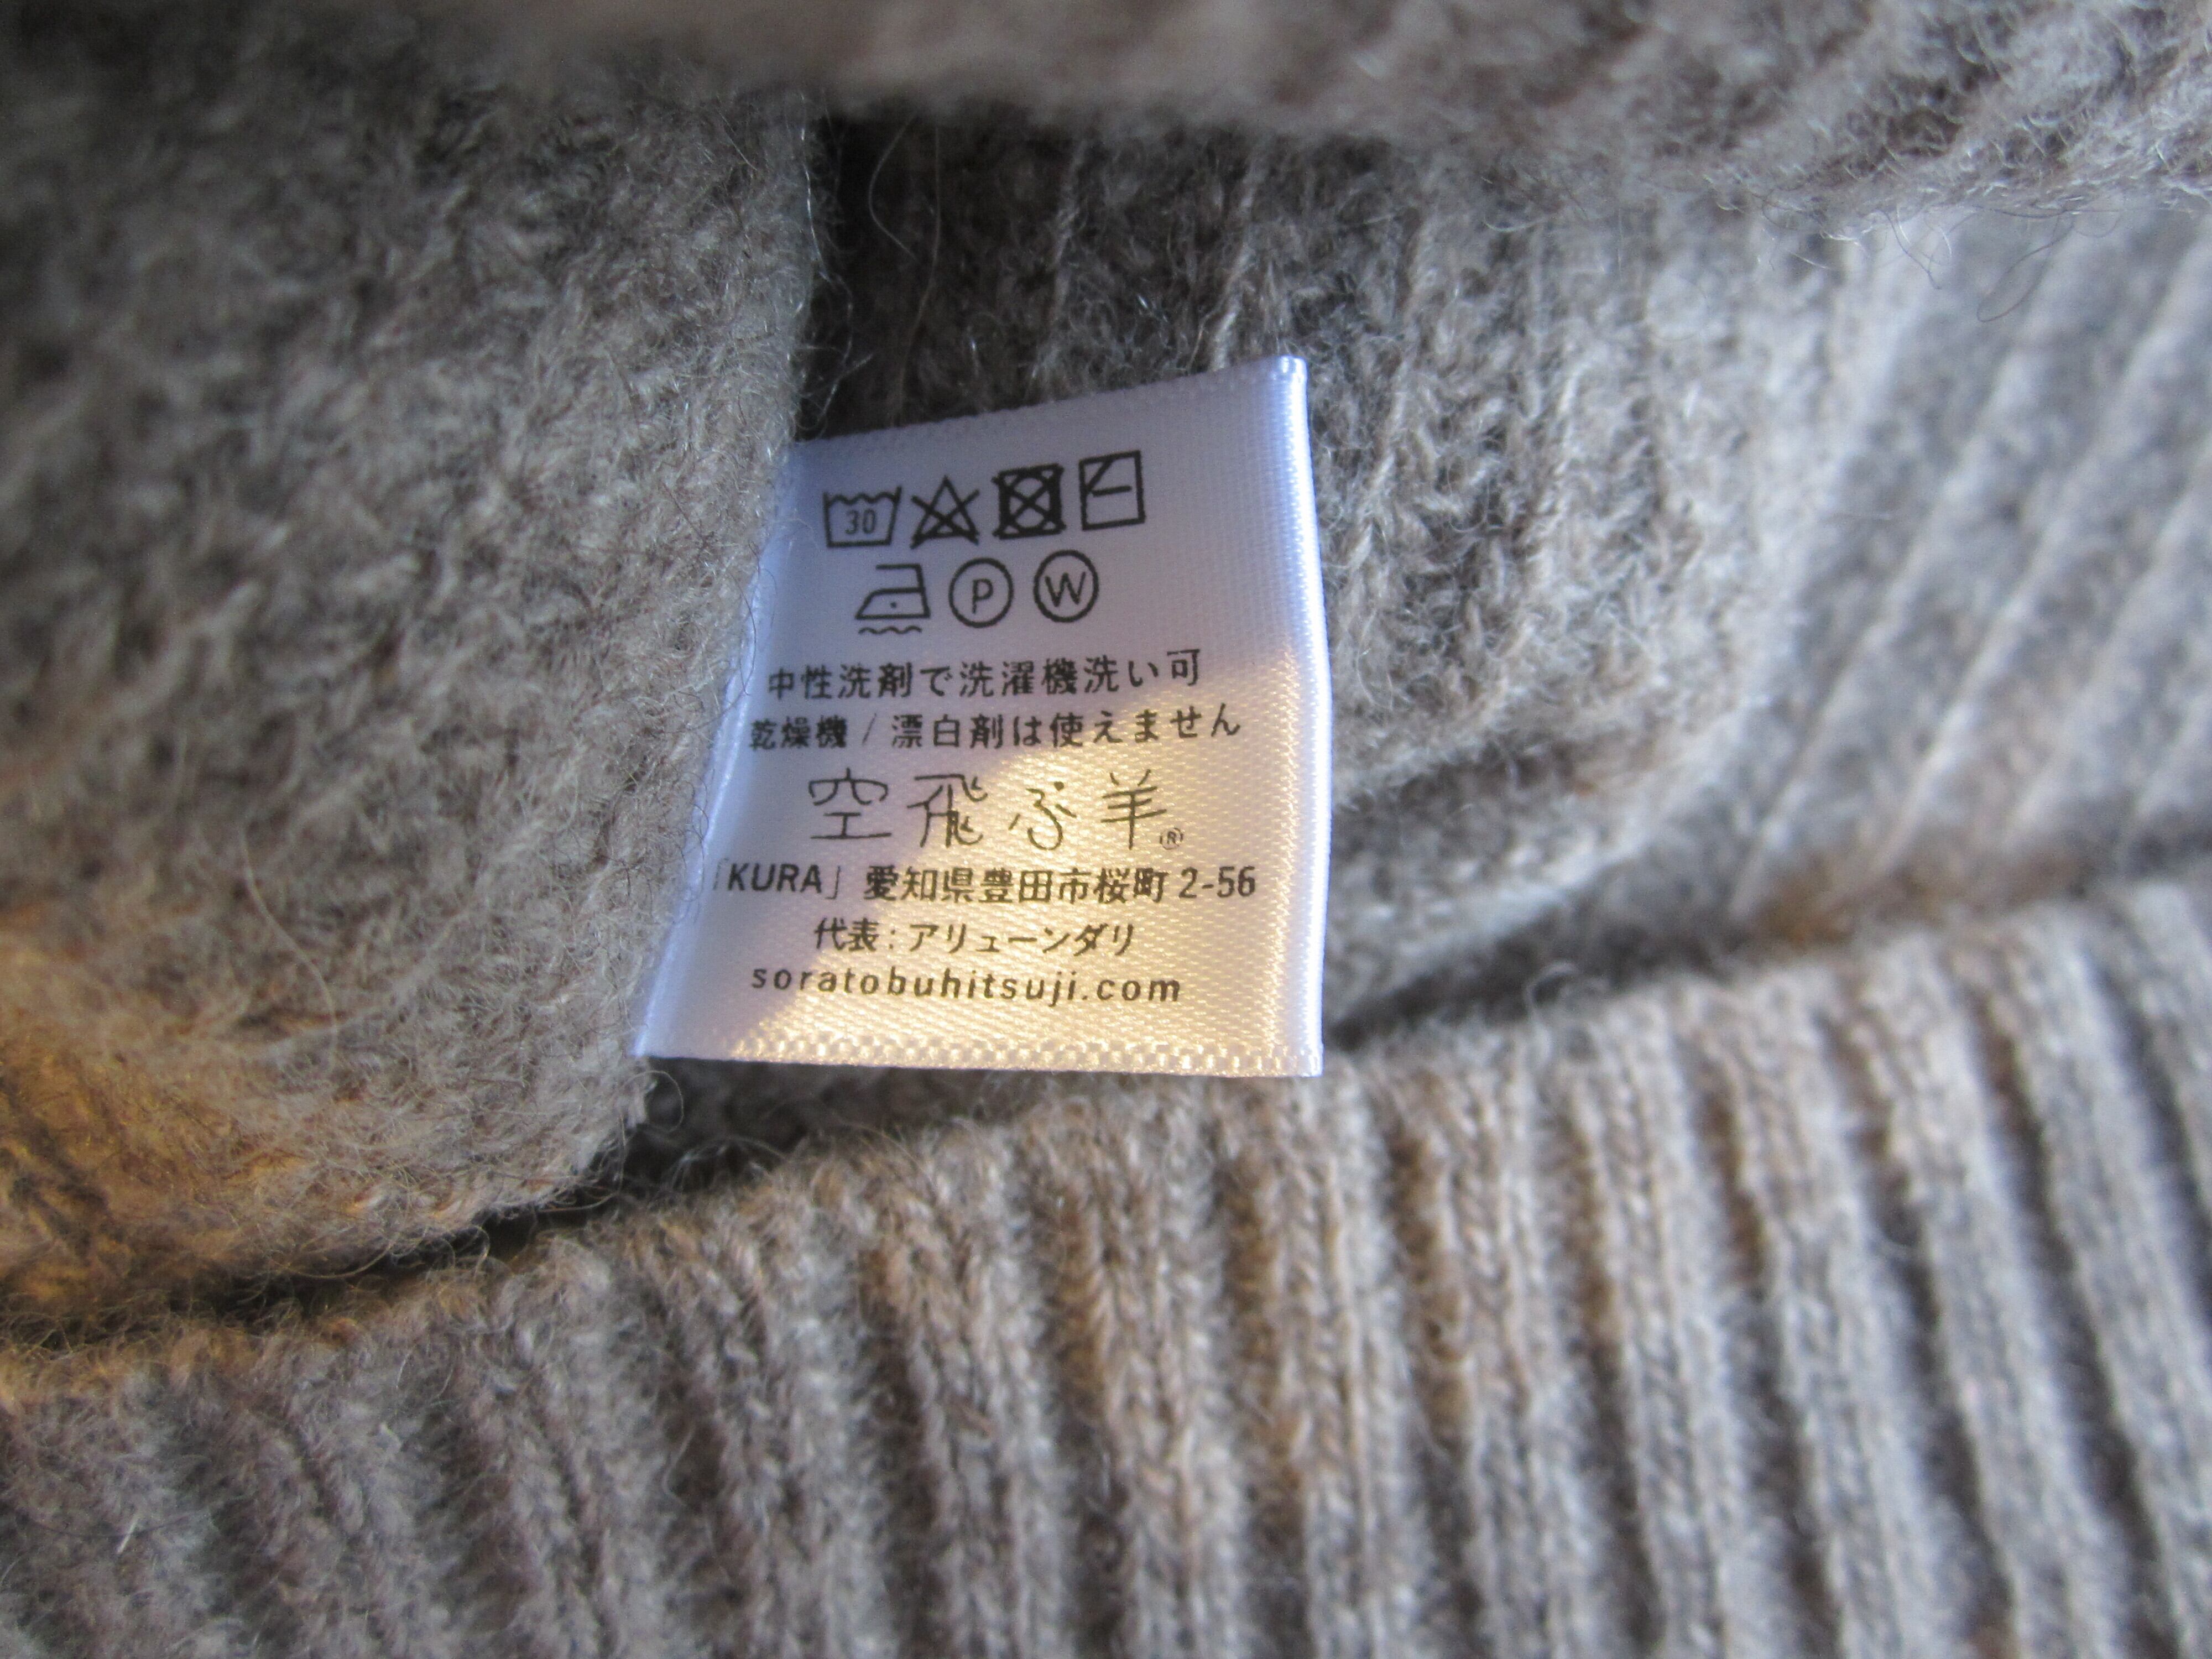 30
P W
中性洗剤で洗濯機洗い可
乾燥機 / 漂白剤は使えません
空飛ぶ羊®
「KURA」愛知県豊田市桜町 2-56
代表 : アリューンダリ
soratobuhitsuji.com